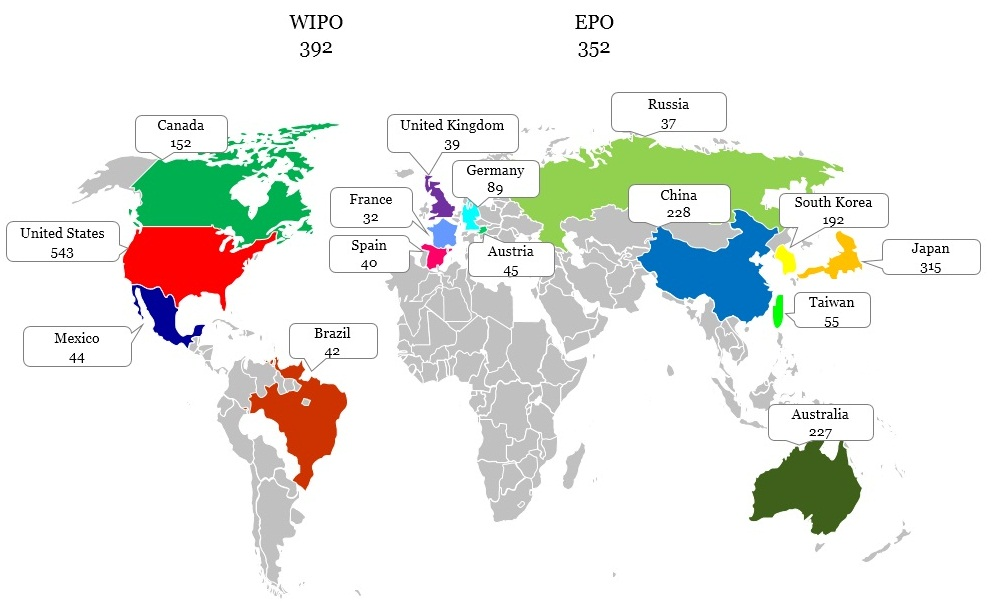 WIPO
392
EPO
352
Russia
37
Canada
152
United Kingdom
39
Germany
89
France
32
China
228
South Korea
192
United States
543
Spain
40
Austria
45
Japan
315
Taiwan
55
Mexico
44
Brazil
42
Australia
227